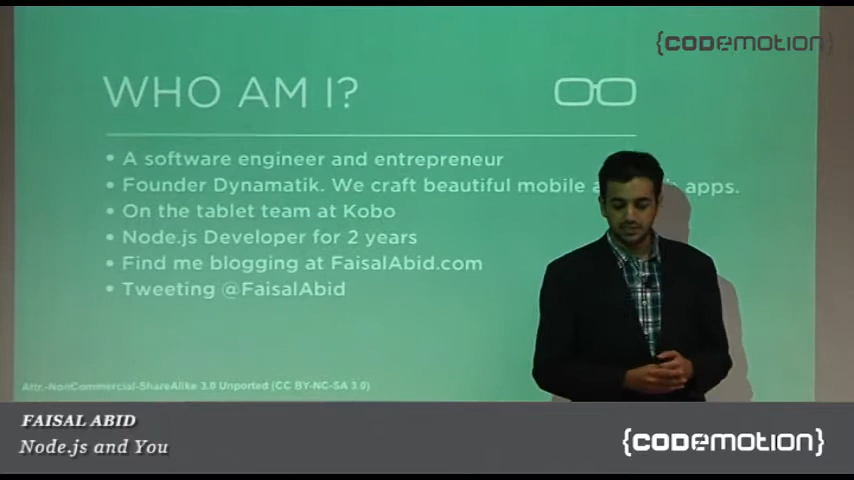 {CODEMOTION}
WHO AM I?
• A software engineer and entrepreneur
• Founder Dynamatik. We craft beautiful mobile apps.
• On the tablet team at Kobo
• Node.js Developer for 2 years
• Find me blogging at FaisalAbid.com
• Tweeting @FaisalAbid
Attr.-NonCommercial-ShareAlike 3.0 Unported (CC BY-NC-SA 3.0)
FAISAL ABID
Node.js and You
{CODEMOTION}